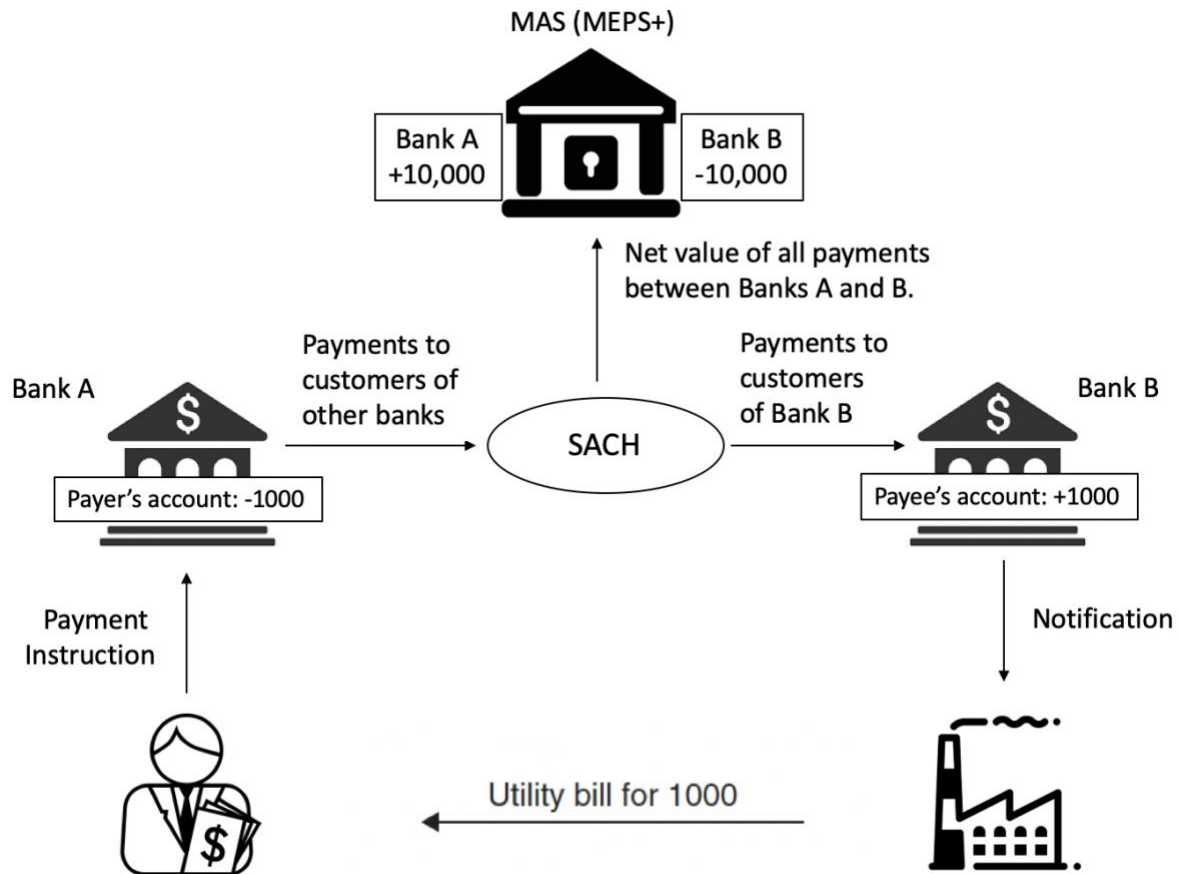 MAS (MEPS+)
Bank A
+10,000
Bank B
-10,000
Net value of all payments
between Banks A and B.
Bank A
$
Payer’s account: -1000
Payments to
customers of
other banks
SACH
Payments to
customers
of Bank B
Bank B
$
Payee’s account: +1000
Payment
Instruction
Notification
Utility bill for 1000
$